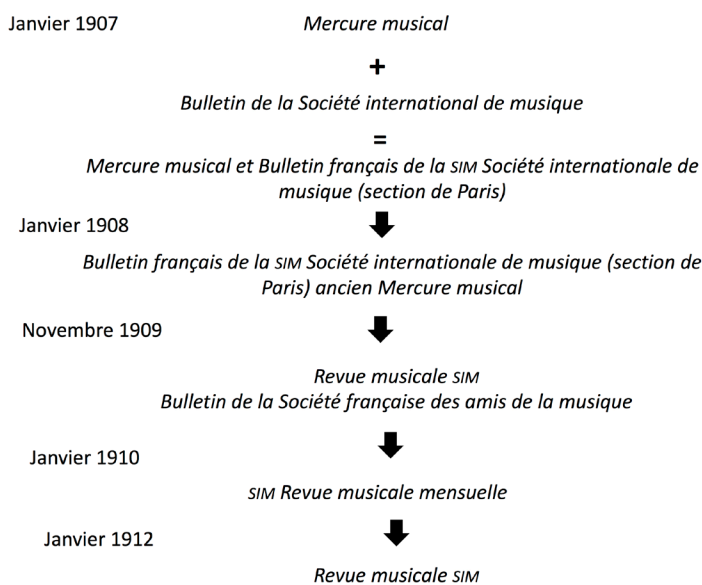 Janvier 1907 Mercure musical
+
Bulletin de la Société international de musique
=
Mercure musical et Bulletin français de la SIM Société internationale de
musique (section de Paris)
Janvier 1908
Bulletin français de la SIM Société internationale de musique (section de
Paris) ancien Mercure musical
Novembre 1909
Revue musicale SIM
Bulletin de la Société française des amis de la musique
Janvier 1910
SIM Revue musicale mensuelle
Janvier 1912
Revue musicale SIM